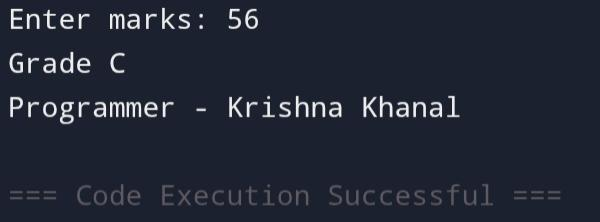 Enter marks: 56
Grade C
Programmer - Krishna Khanal
=== Code Execution Successful ===